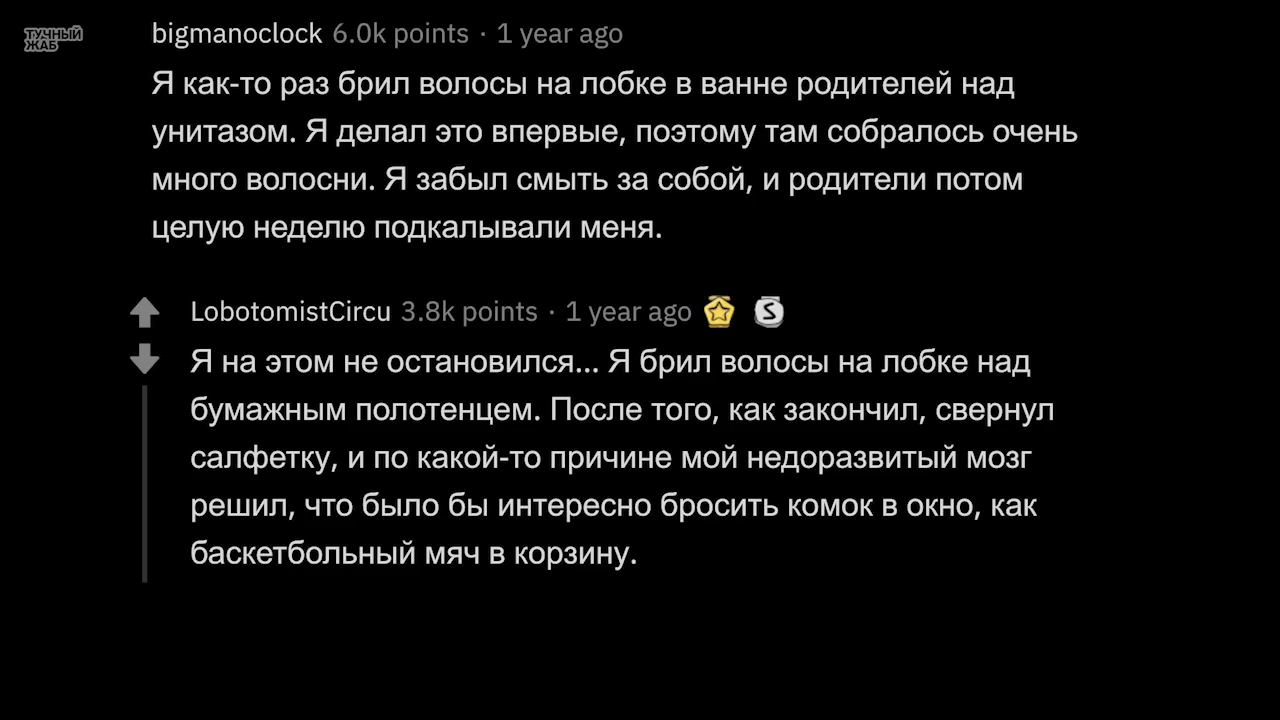 ТУЧНЫЙ
ЖАБ
bigmanoclock 6.0k points · 1 year ago
Я как-то раз брил волосы на лобке в ванне родителей над
унитазом. Я делал это впервые, поэтому там собралось очень
много волосни. Я забыл смыть за собой, и родители потом
целую неделю подкалывали меня.
LobotomistCircu 3.8k points · 1 year ago S
Я на этом не остановился... Я брил волосы на лобке над
бумажным полотенцем. После того, как закончил, свернул
салфетку, и по какой-то причине мой недоразвитый мозг
решил, что было бы интересно бросить комок в окно, как
баскетбольный мяч в корзину.